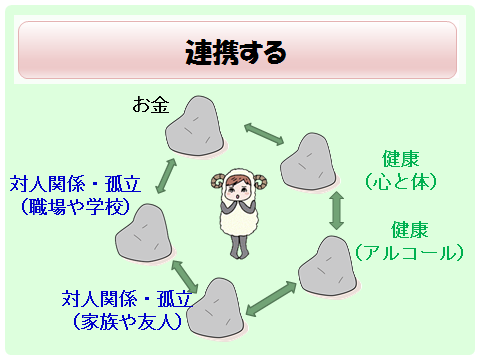 連携する
お金
健康
（心と体）
対人関係・孤立
（職場や学校）
健康
（アルコール）
対人関係・孤立
（家族や友人）